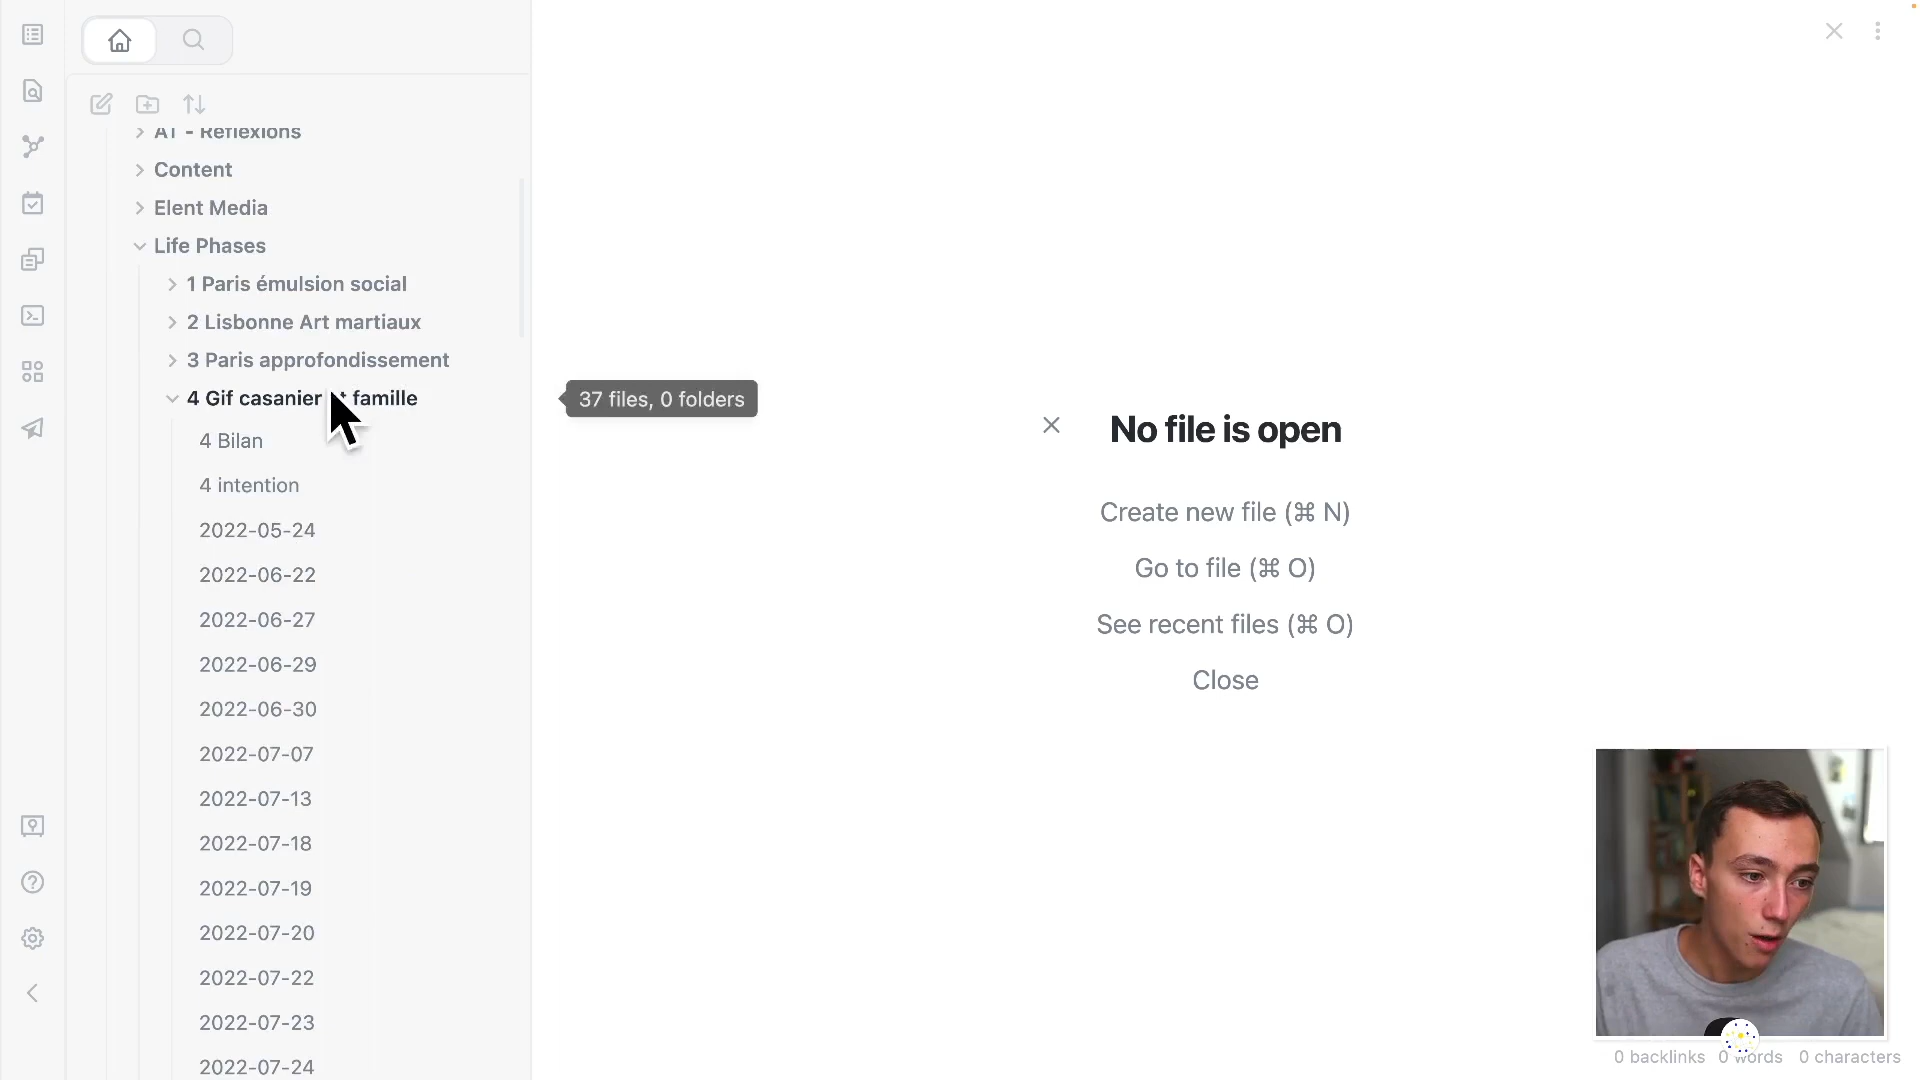 AT - Réflexions
Content
Elent Media
Life Phases
1 Paris émulsion social
2 Lisbonne Art martiaux
3 Paris approfondissement
4 Gif casanier t famille
37 files, 0 folders
4 Bilan
4 intention
2022-05-24
2022-06-22
2022-06-27
2022-06-29
2022-06-30
2022-07-07
2022-07-13
2022-07-18
2022-07-19
2022-07-20
2022-07-22
2022-07-23
2022-07-24
No file is open
Create new file (⌘ N)
Go to file (⌘ O)
See recent files (⌘ O)
Close
0 backlinks 0 words 0 characters